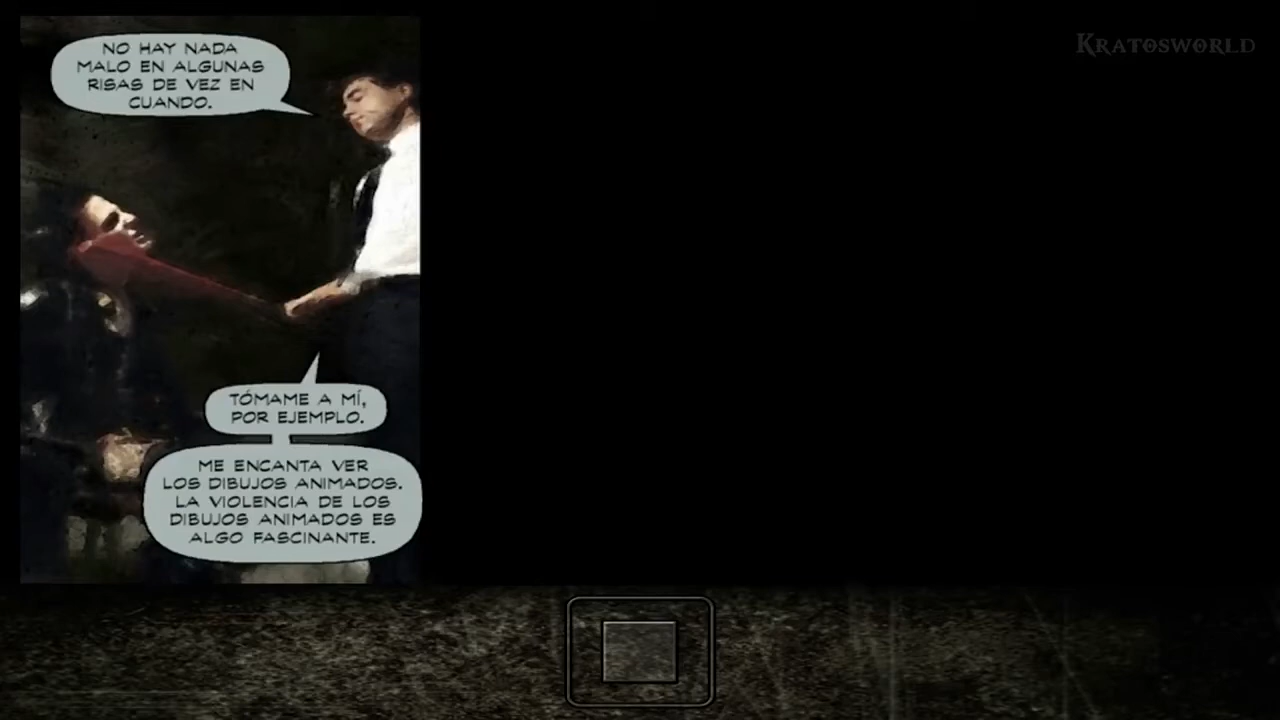 KRATOSWORLD
NO HAY NADA
MALO EN ALGUNAS
RISAS DE VEZ EN
CUANDO.
TÓMAME A MÍ,
POR EJEMPLO.
ME ENCANTA VER
LOS DIBUJOS ANIMADOS.
LA VIOLENCIA DE LOS
DIBUJOS ANIMADOS ES
ALGO FASCINANTE.